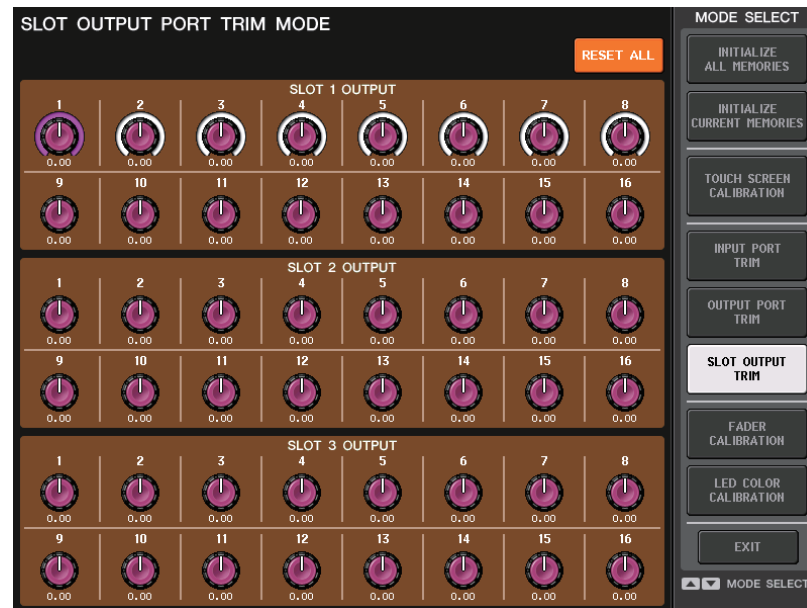 SLOT OUTPUT PORT TRIM MODE
RESET ALL
SLOT 1 OUTPUT
1 2 3 4 5 6 7 8
0.00 0.00 0.00 0.00 0.00 0.00 0.00 0.00
9 10 11 12 13 14 15 16
0.00 0.00 0.00 0.00 0.00 0.00 0.00 0.00
SLOT 2 OUTPUT
1 2 3 4 5 6 7 8
0.00 0.00 0.00 0.00 0.00 0.00 0.00 0.00
9 10 11 12 13 14 15 16
0.00 0.00 0.00 0.00 0.00 0.00 0.00 0.00
SLOT 3 OUTPUT
1 2 3 4 5 6 7 8
0.00 0.00 0.00 0.00 0.00 0.00 0.00 0.00
9 10 11 12 13 14 15 16
0.00 0.00 0.00 0.00 0.00 0.00 0.00 0.00
MODE SELECT
INITIALIZE
ALL MEMORIES
INITIALIZE
CURRENT MEMORIES
TOUCH SCREEN
CALIBRATION
INPUT PORT
TRIM
OUTPUT PORT
TRIM
SLOT OUTPUT
TRIM
FADER
CALIBRATION
LED COLOR
CALIBRATION
EXIT
MODE SELECT